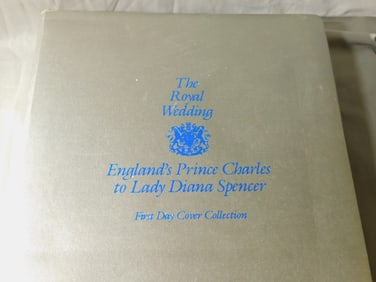 The
Royal
Wedding
England's Prince Charles
to Lady Diana Spencer
First Day Cover Collection